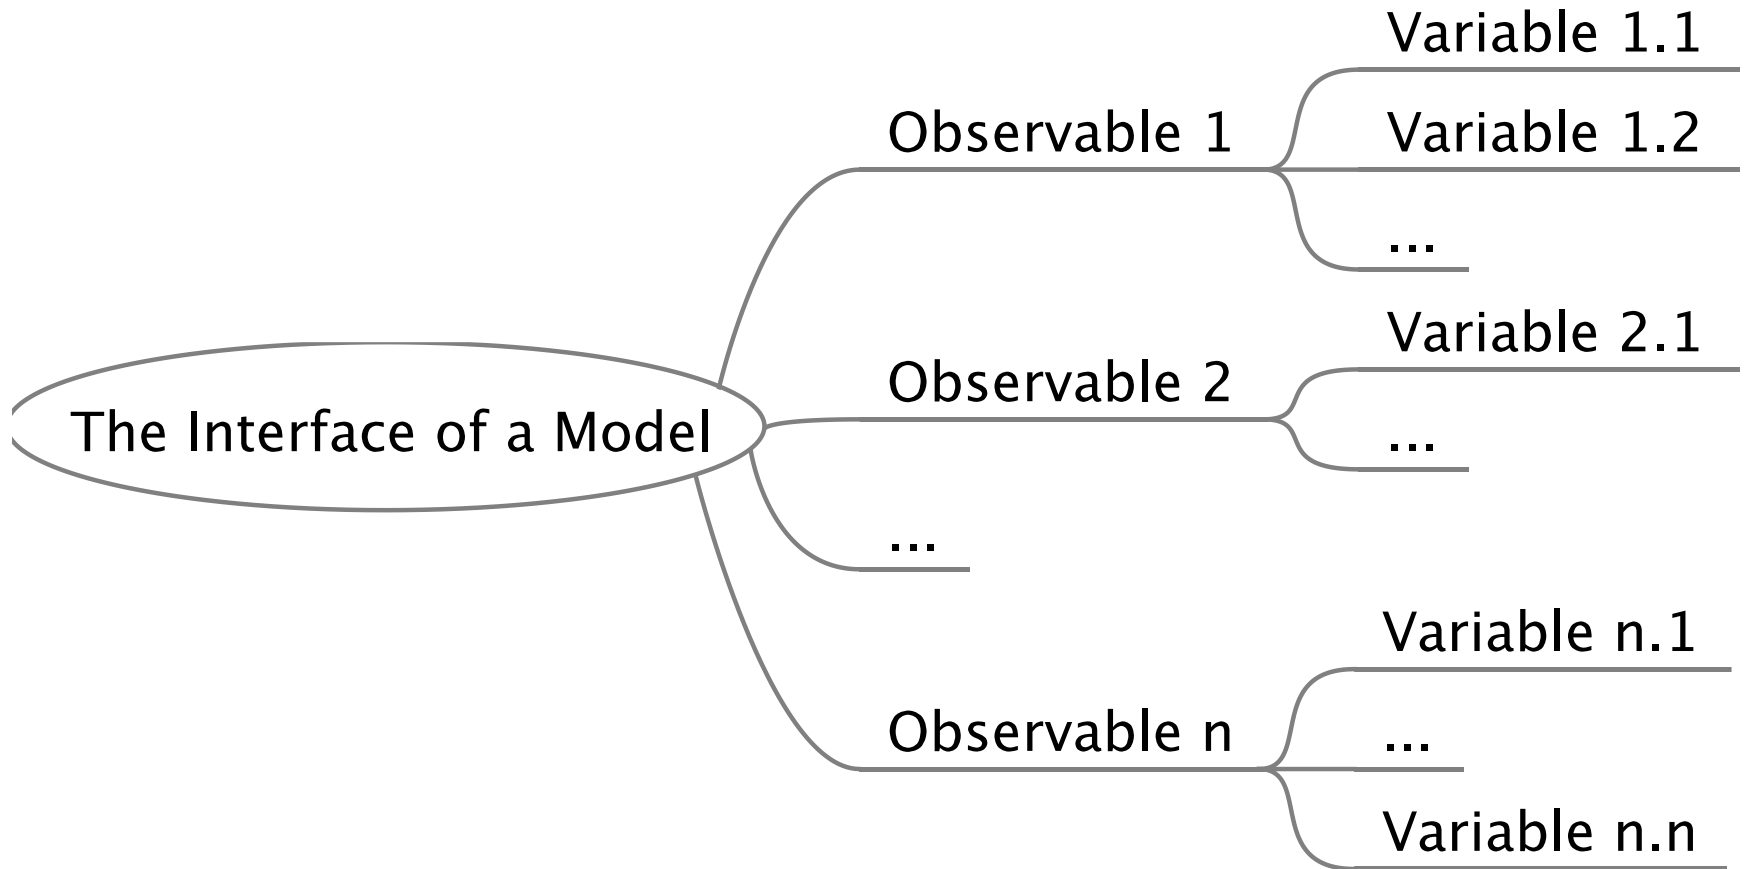 The Interface of a Model
Observable 1
Variable 1.1
Variable 1.2
...
Observable 2
Variable 2.1
...
...
Observable n
Variable n.1
...
Variable n.n